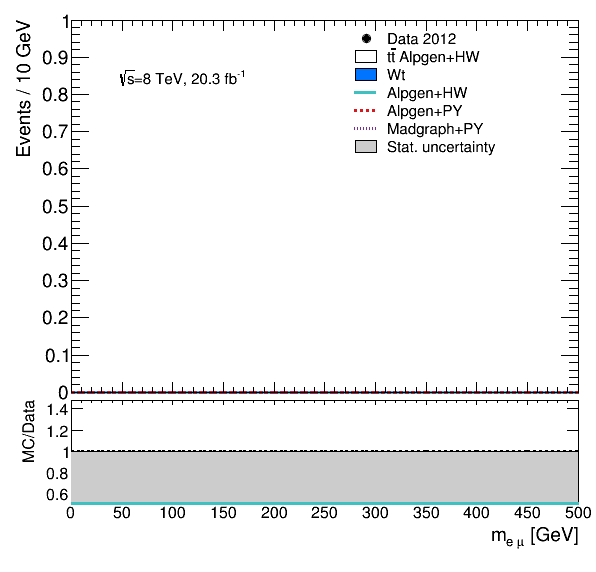 Events / 10 GeV
1
0.9
0.8
0.7
0.6
0.5
0.4
0.3
0.2
0.1
0
√s=8 TeV, 20.3 fb⁻¹
Data 2012
tt̄ Alpgen+HW
Wt
Alpgen+HW
Alpgen+PY
Madgraph+PY
Stat. uncertainty
MC/Data
1.4
1.2
1
0.8
0.6
0 50 100 150 200 250 300 350 400 450 500
m_{e μ} [GeV]